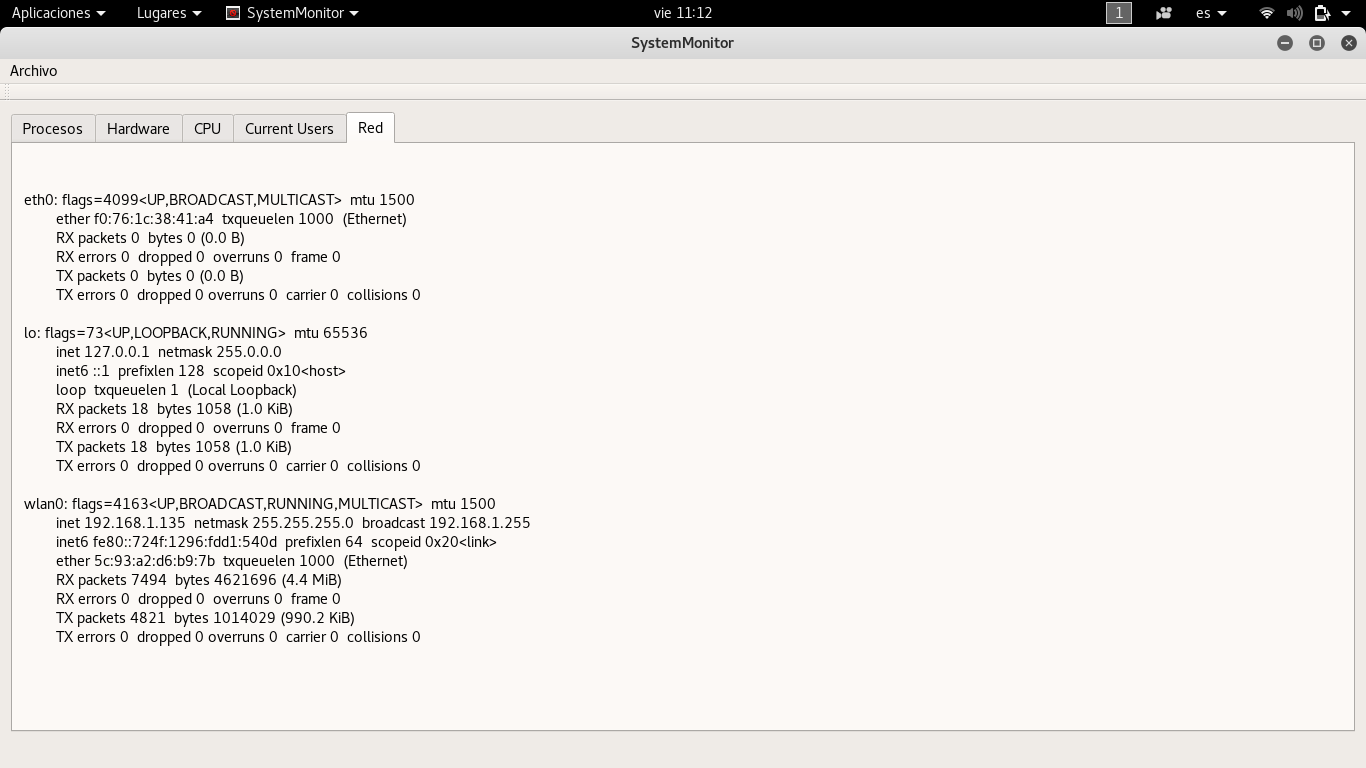 Aplicaciones Lugares SystemMonitor vie 11:12 1 es
SystemMonitor
Archivo
Procesos Hardware CPU Current Users Red
eth0: flags=4099<UP,BROADCAST,MULTICAST>  mtu 1500
ether f0:76:1c:38:41:a4  txqueuelen 1000  (Ethernet)
RX packets 0  bytes 0 (0.0 B)
RX errors 0  dropped 0  overruns 0  frame 0
TX packets 0  bytes 0 (0.0 B)
TX errors 0  dropped 0 overruns 0  carrier 0  collisions 0
lo: flags=73<UP,LOOPBACK,RUNNING>  mtu 65536
inet 127.0.0.1  netmask 255.0.0.0
inet6 ::1  prefixlen 128  scopeid 0x10<host>
loop  txqueuelen 1  (Local Loopback)
RX packets 18  bytes 1058 (1.0 KiB)
RX errors 0  dropped 0  overruns 0  frame 0
TX packets 18  bytes 1058 (1.0 KiB)
TX errors 0  dropped 0 overruns 0  carrier 0  collisions 0
wlan0: flags=4163<UP,BROADCAST,RUNNING,MULTICAST>  mtu 1500
inet 192.168.1.135  netmask 255.255.255.0  broadcast 192.168.1.255
inet6 fe80::724f:1296:fdd1:540d  prefixlen 64  scopeid 0x20<link>
ether 5c:93:a2:d6:b9:7b  txqueuelen 1000  (Ethernet)
RX packets 7494  bytes 4621696 (4.4 MiB)
RX errors 0  dropped 0  overruns 0  frame 0
TX packets 4821  bytes 1014029 (990.2 KiB)
TX errors 0  dropped 0 overruns 0  carrier 0  collisions 0